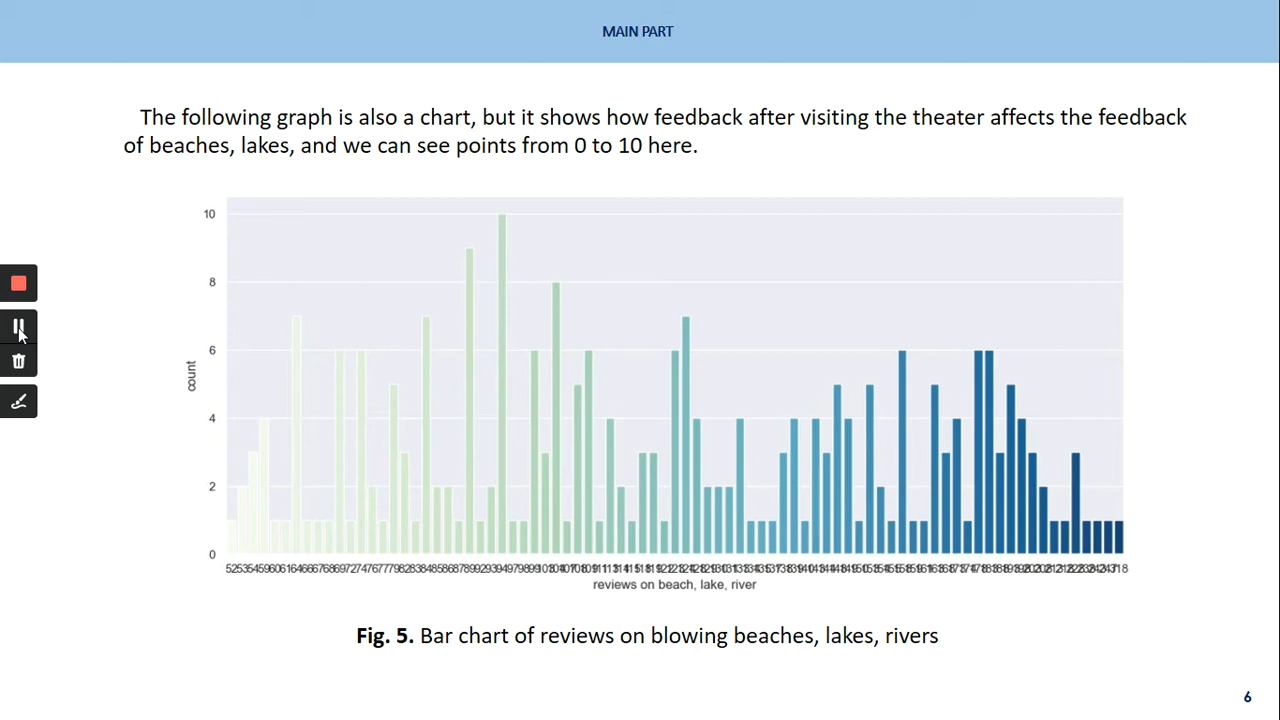 MAIN PART
The following graph is also a chart, but it shows how feedback after visiting the theater affects the feedback
of beaches, lakes, and we can see points from 0 to 10 here.
10
8
6
4
2
0
count
reviews on beach, lake, river
Fig. 5. Bar chart of reviews on blowing beaches, lakes, rivers
6